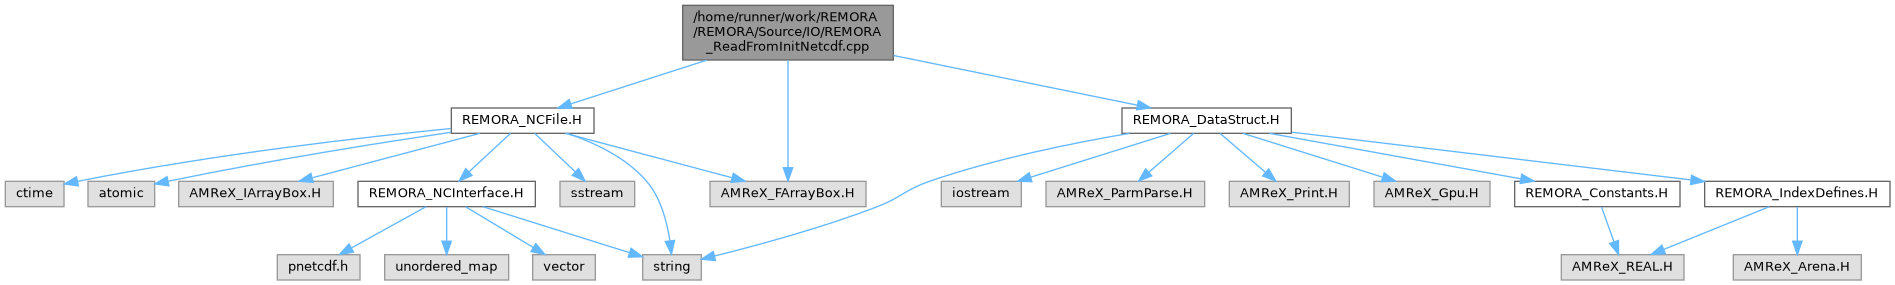 /home/runner/work/REMORA
/REMORA/Source/IO/REMORA
_ReadFromInitNetcdf.cpp
REMORA_NCFile.H
REMORA_DataStruct.H
ctime
atomic
AMReX_IArrayBox.H
REMORA_NCInterface.H
sstream
AMReX_FArrayBox.H
iostream
AMReX_ParmParse.H
AMReX_Print.H
AMReX_Gpu.H
REMORA_Constants.H
REMORA_IndexDefines.H
pnetcdf.h
unordered_map
vector
string
AMReX_REAL.H
AMReX_Arena.H